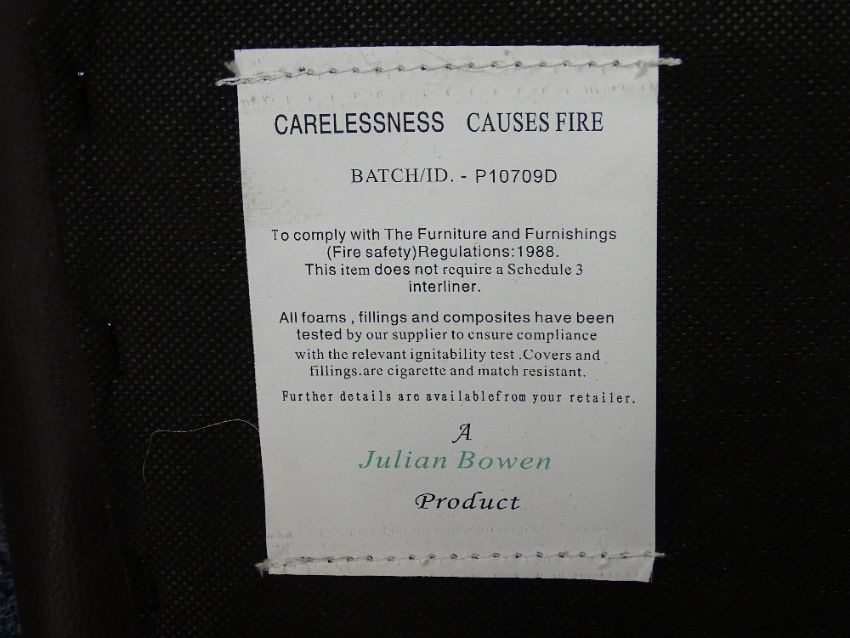 CARELESSNESS CAUSES FIRE
BATCH/ID. - P10709D
To comply with The Furniture and Furnishings
(Fire safety)Regulations:1988.
This item does not require a Schedule 3
interliner.
All foams , fillings and composites have been
tested by our supplier to ensure compliance
with the relevant ignitability test .Covers and
fillings.are cigarette and match resistant.
Further details are availablefrom your retailer.
A
Julian Bowen
Product